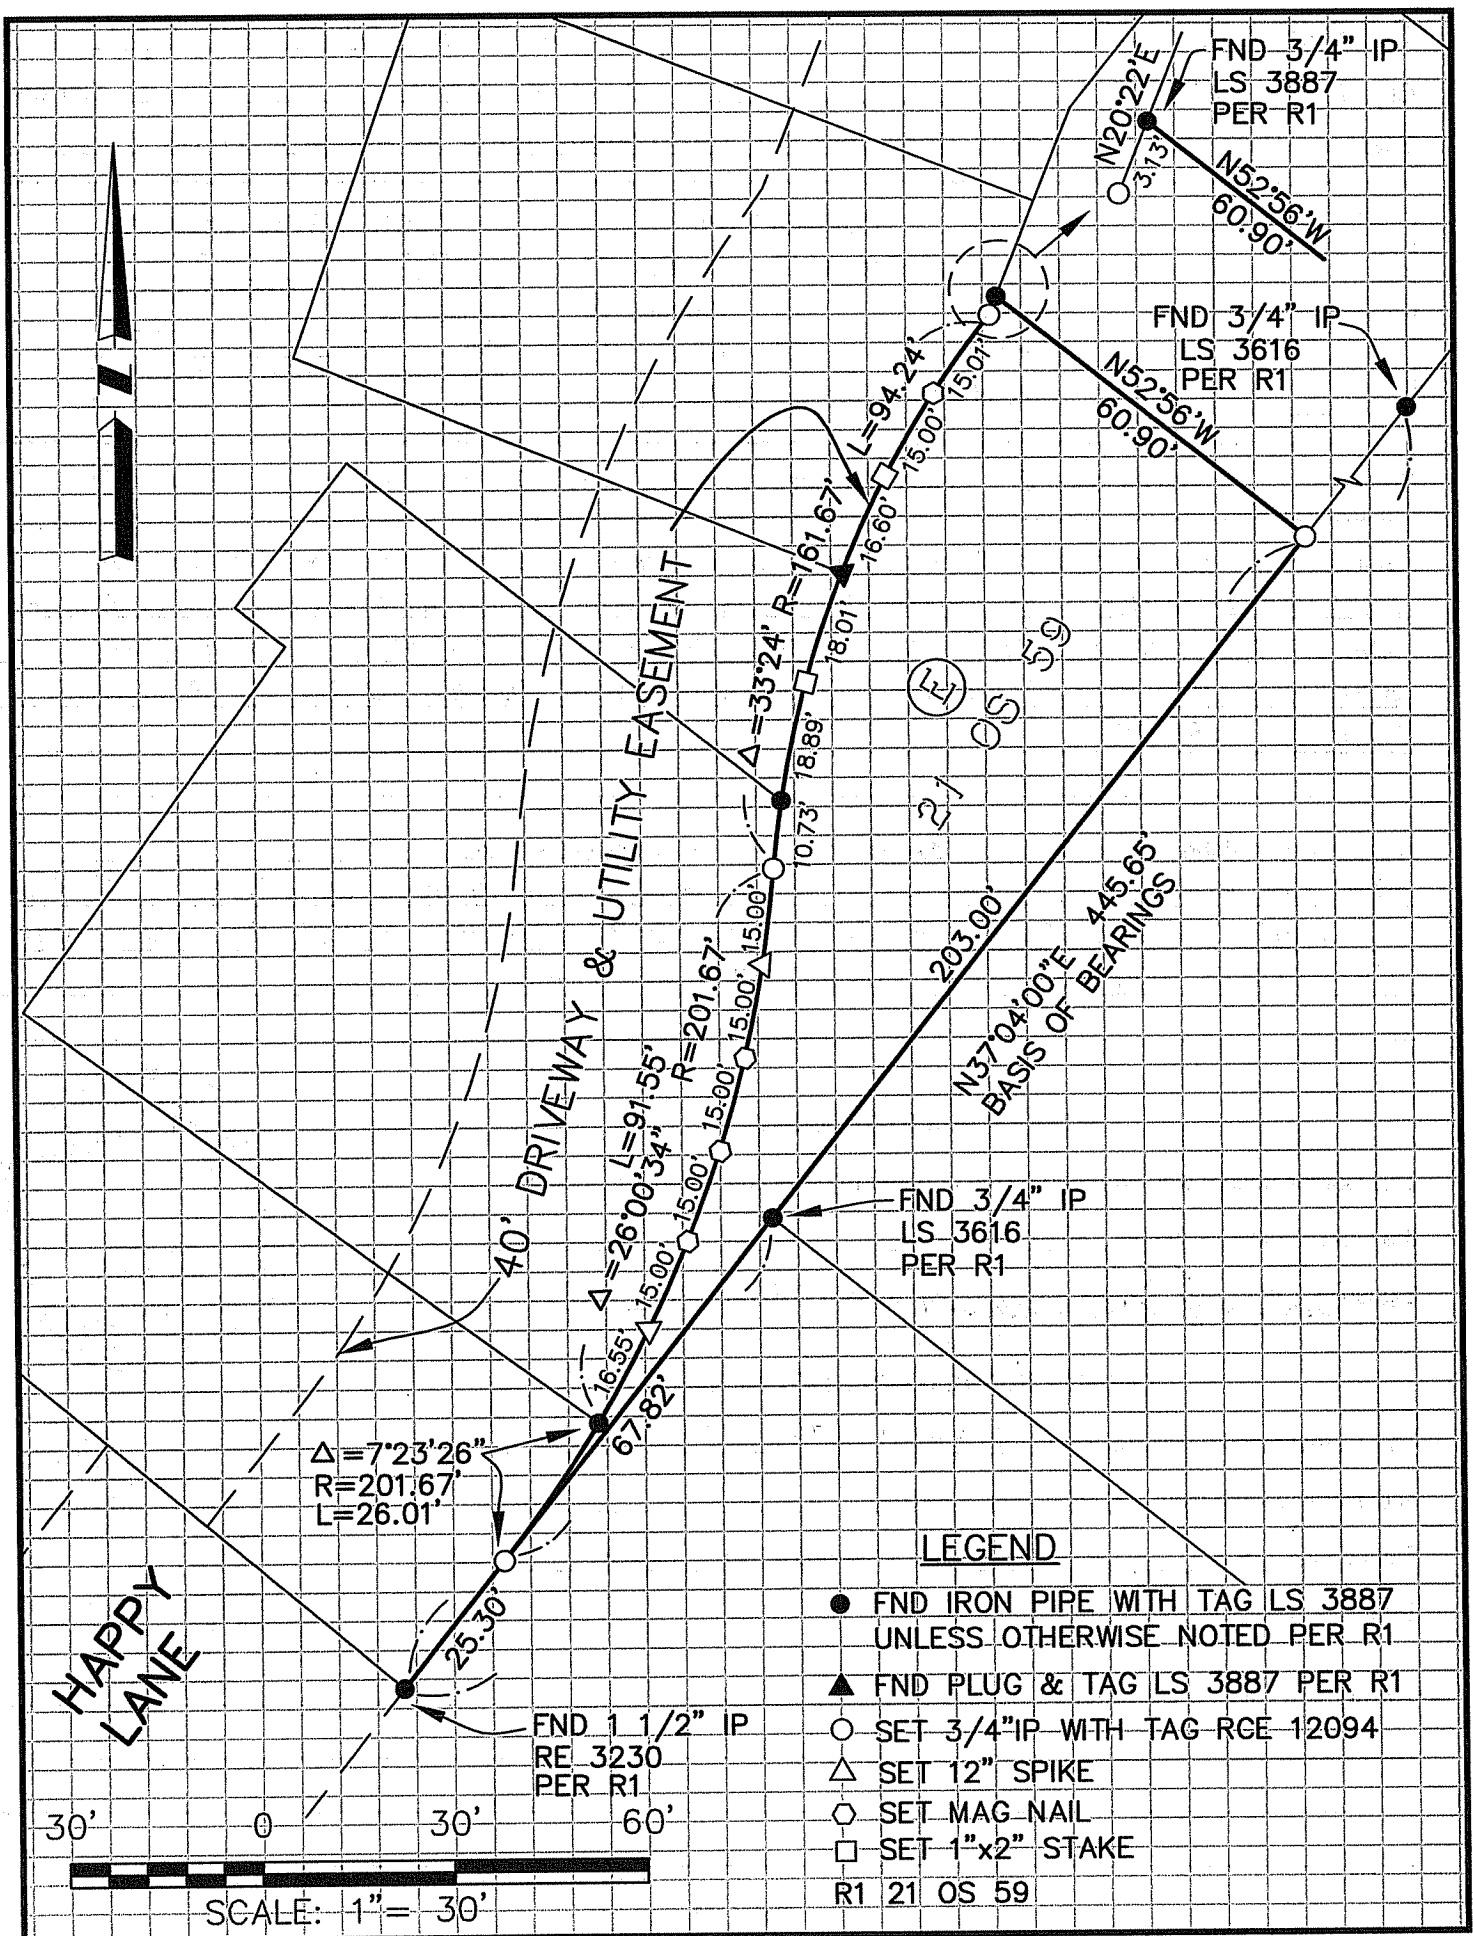 N20°22'E
3.13'
FND 3/4" IP
LS 3887
PER R1
N52°56'W
60.90'
FND 3/4" IP
LS 3616
PER R1
N52°56'W
60.90'
L=94.24'
15.01'
15.00'
16.60'
R=161.67'
18.01'
Δ=33°24'
18.89'
10.73'
E
21 OS 59
40' DRIVEWAY & UTILITY EASEMENT
15.00'
15.00'
R=201.67'
15.00'
L=91.55'
15.00'
Δ=26°00'34"
15.00'
16.55'
203.00'
N37°04'00"E 445.65'
BASIS OF BEARINGS
FND 3/4" IP
LS 3616
PER R1
67.82'
Δ=7°23'26"
R=201.67'
L=26.01'
25.30'
HAPPY
LANE
FND 1 1/2" IP
RE 3230
PER R1
LEGEND
FND IRON PIPE WITH TAG LS 3887
UNLESS OTHERWISE NOTED PER R1
FND PLUG & TAG LS 3887 PER R1
SET 3/4"IP WITH TAG RCE 12094
SET 12" SPIKE
SET MAG NAIL
SET 1"x2" STAKE
R1 21 OS 59
30' 0 30' 60'
SCALE: 1"= 30'